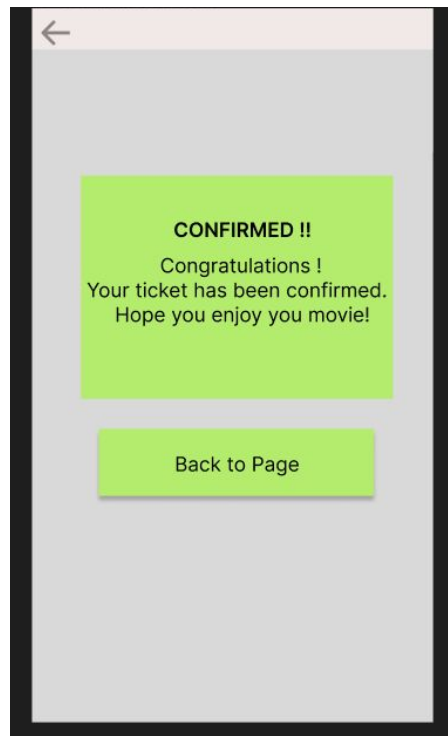 CONFIRMED !!
Congratulations !
Your ticket has been confirmed.
Hope you enjoy you movie!
Back to Page